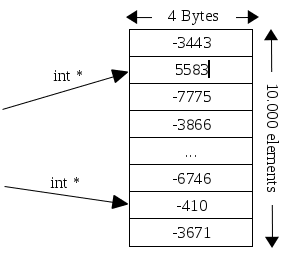 4 Bytes
-3443
int *
5583
-7775
10.000 elements
-3866
...
int *
-6746
-410
-3671